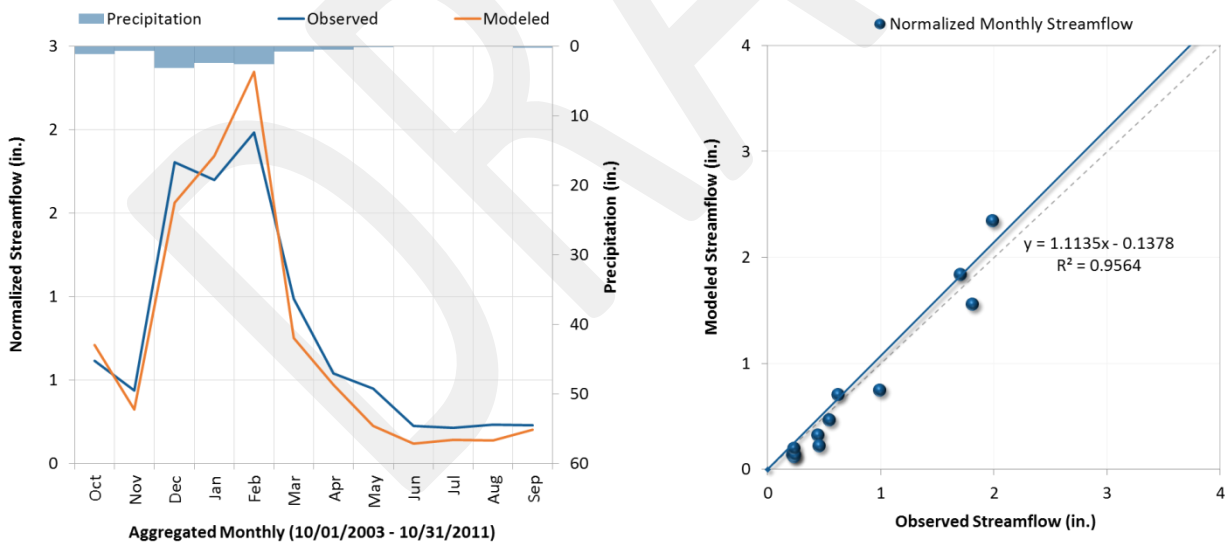 Precipitation Observed Modeled
3
2
2
1
1
0
Normalized Streamflow (in.)
0
10
20
30
40
50
60
Precipitation (in.)
Oct Nov Dec Jan Feb Mar Apr May Jun Jul Aug Sep
Aggregated Monthly (10/01/2003 - 10/31/2011)
Normalized Monthly Streamflow
4
3
2
1
0
Modeled Streamflow (in.)
y = 1.1135x - 0.1378
R² = 0.9564
0 1 2 3 4
Observed Streamflow (in.)